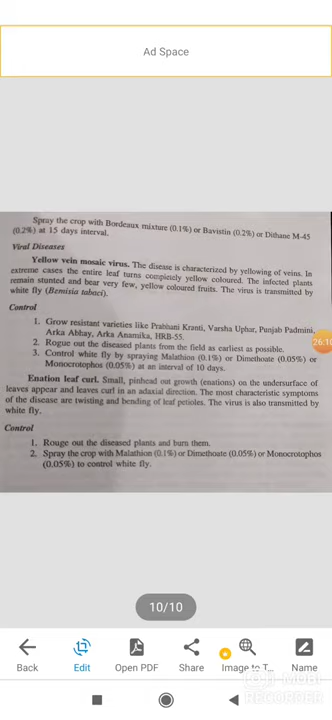 Ad Space
Spray the crop with Bordeaux mixture (0.1%) or Bavistin (0.2%) or Dithane M-45
(0.2%) at 15 days interval.
Viral Diseases
Yellow vein mosaic virus. The disease is characterized by yellowing of veins. In
extreme cases the entire leaf turns completely yellow coloured. The infected plants
remain stunted and bear very few, yellow coloured fruits. The virus is transmitted by
white fly (Bemisia tabaci).
Control
1. Grow resistant varieties like Prabhani Kranti, Varsha Uphar, Punjab Padmini,
Arka Abhay, Arka Anamika, HRB-55.
2. Rogue out the diseased plants from the field as earliest as possible.
3. Control white fly by spraying Malathion (0.1%) or Dimethoate (0.05%) or
Monocrotophos (0.05%) at an interval of 10 days.
26:10
Enation leaf curl. Small, pinhead out growth (enations) on the undersurface of
leaves appear and leaves curl in an adaxial direction. The most characteristic symptoms
of the disease are twisting and bending of leaf petioles. The virus is also transmitted by
white fly.
Control
1. Rouge out the diseased plants and burn them.
2. Spray the crop with Malathion (0.1%) or Dimethoate (0.05%) or Monocrotophos
(0.05%) to control white fly.
10/10
Back Edit Open PDF Share Image to T... Name
MOBI
RECORDER